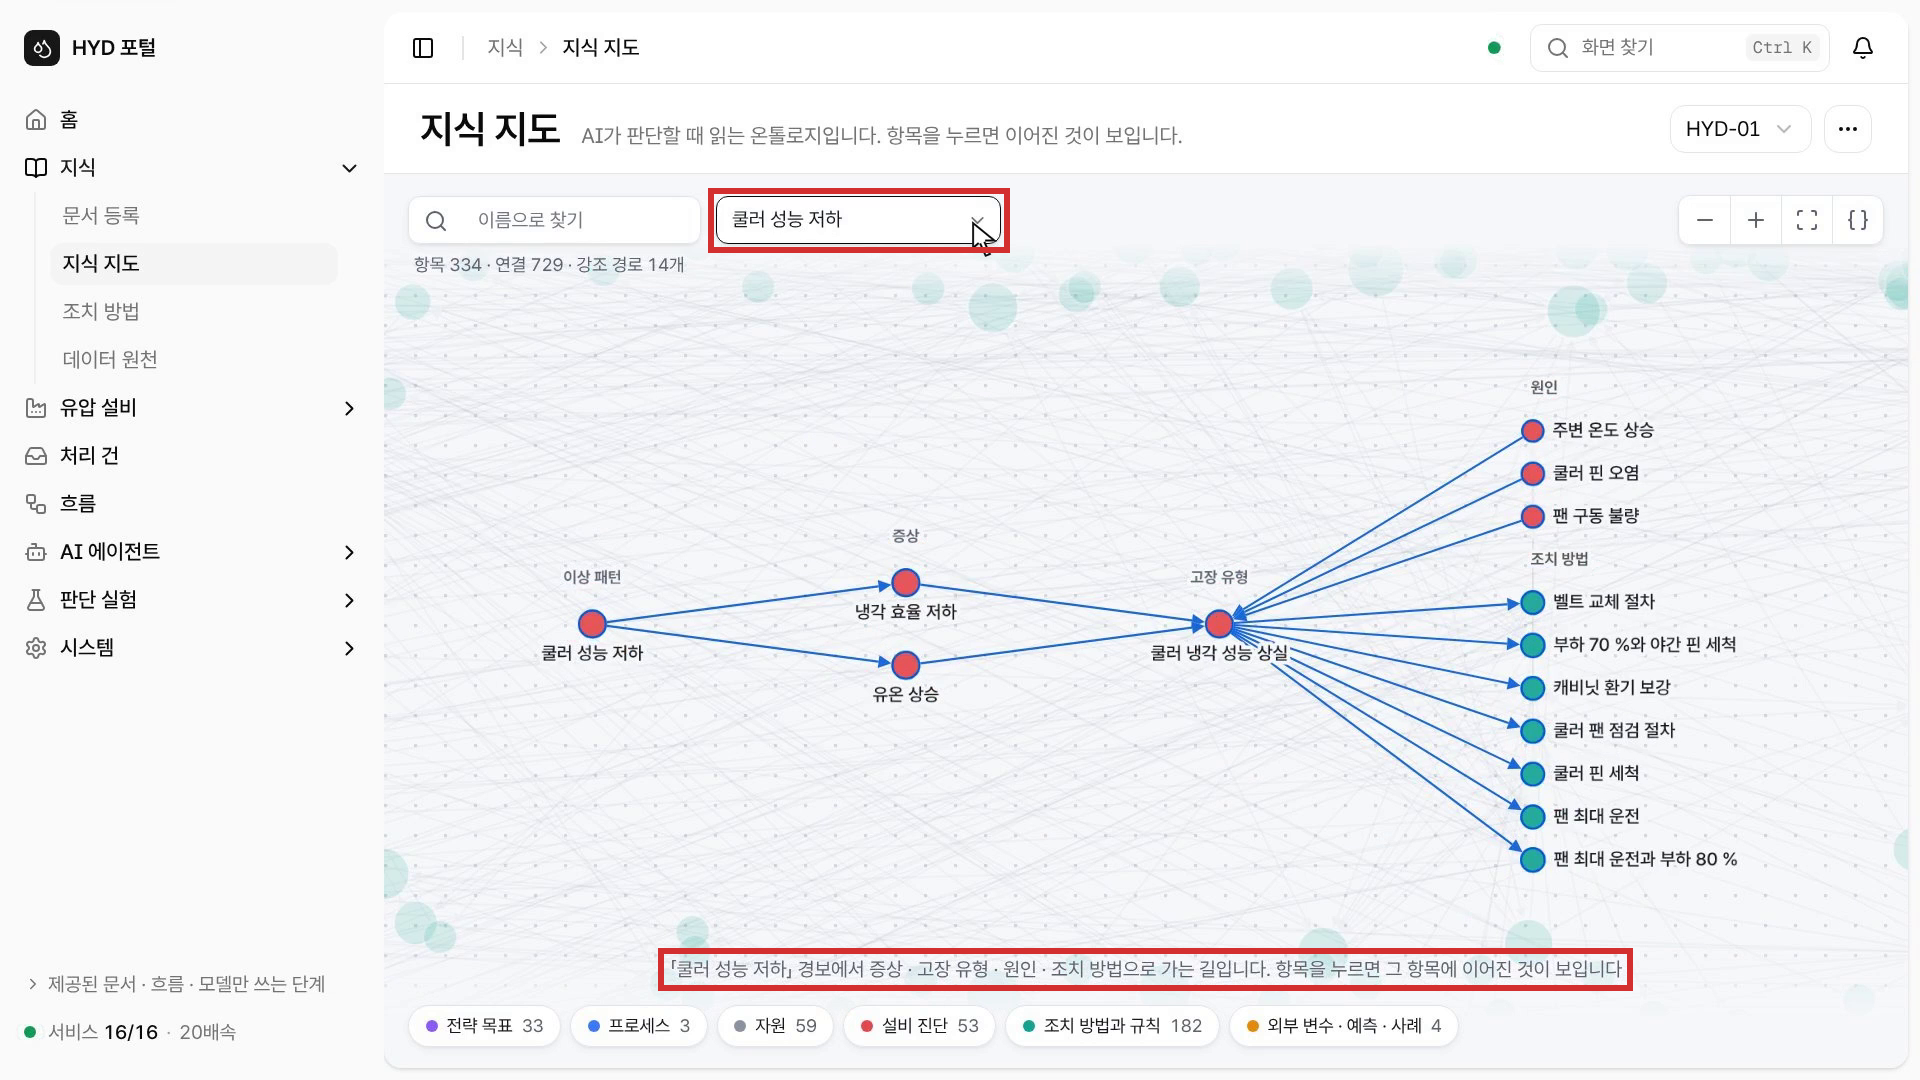 HYD 포털
홈
지식
문서 등록
지식 지도
조치 방법
데이터 원천
유압 설비
처리 건
흐름
AI 에이전트
판단 실험
시스템
제공된 문서 · 흐름 · 모델만 쓰는 단계
서비스 16/16 · 20배속
지식 > 지식 지도
화면 찾기 Ctrl K
지식 지도 AI가 판단할 때 읽는 온톨로지입니다. 항목을 누르면 이어진 것이 보입니다.
HYD-01
이름으로 찾기
쿨러 성능 저하
항목 334 · 연결 729 · 강조 경로 14개
이상 패턴
쿨러 성능 저하
증상
냉각 효율 저하
유온 상승
고장 유형
쿨러 냉각 성능 상실
원인
주변 온도 상승
쿨러 핀 오염
팬 구동 불량
조치 방법
벨트 교체 절차
부하 70 %와 야간 핀 세척
캐비닛 환기 보강
쿨러 팬 점검 절차
쿨러 핀 세척
팬 최대 운전
팬 최대 운전과 부하 80 %
「쿨러 성능 저하」 경보에서 증상 · 고장 유형 · 원인 · 조치 방법으로 가는 길입니다. 항목을 누르면 그 항목에 이어진 것이 보입니다
전략 목표 33
프로세스 3
자원 59
설비 진단 53
조치 방법과 규칙 182
외부 변수 · 예측 · 사례 4